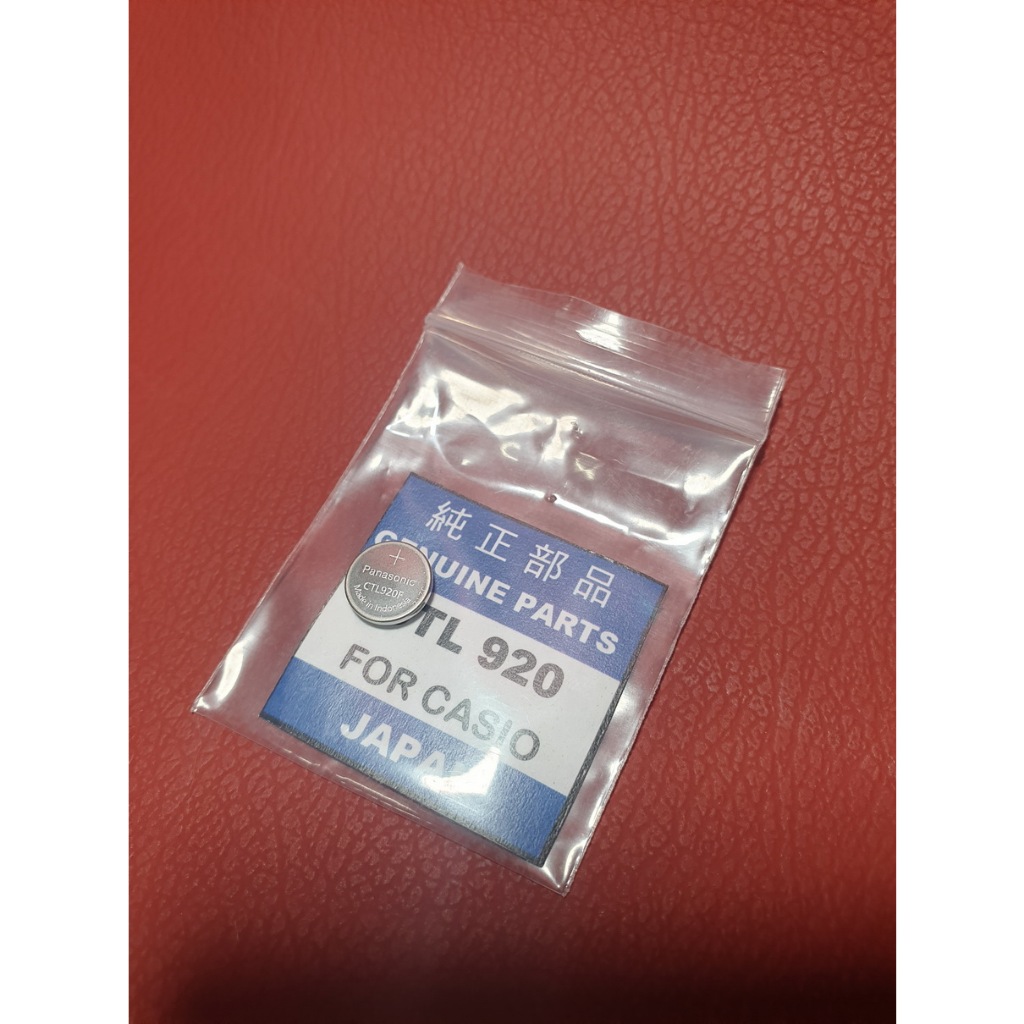 純正部品
GENUINE PARTS
+
Panasonic
CTL920F
Made in Indonesia
TL 920
FOR CASIO
JAPA